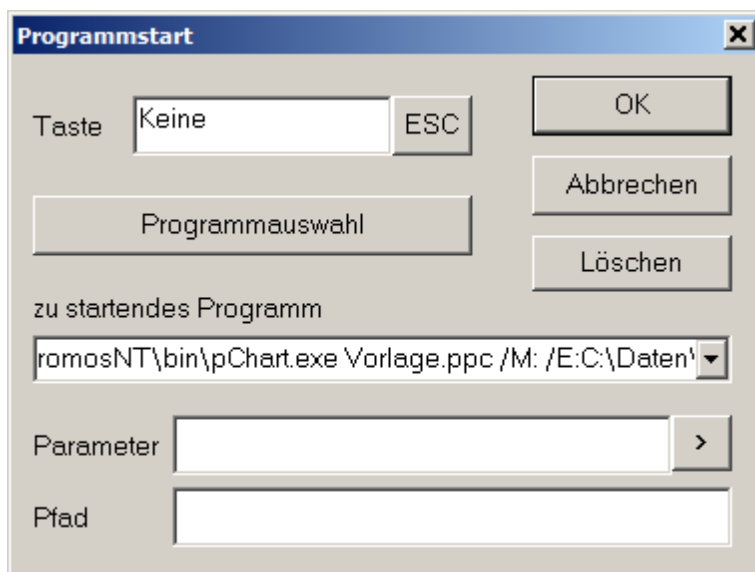 Programmstart
Taste Keine ESC OK
Abbrechen
Programmauswahl
Löschen
zu startendes Programm
romosNT\bin\pChart.exe Vorlage.ppc /M: /E:C:\Daten\
Parameter >
Pfad